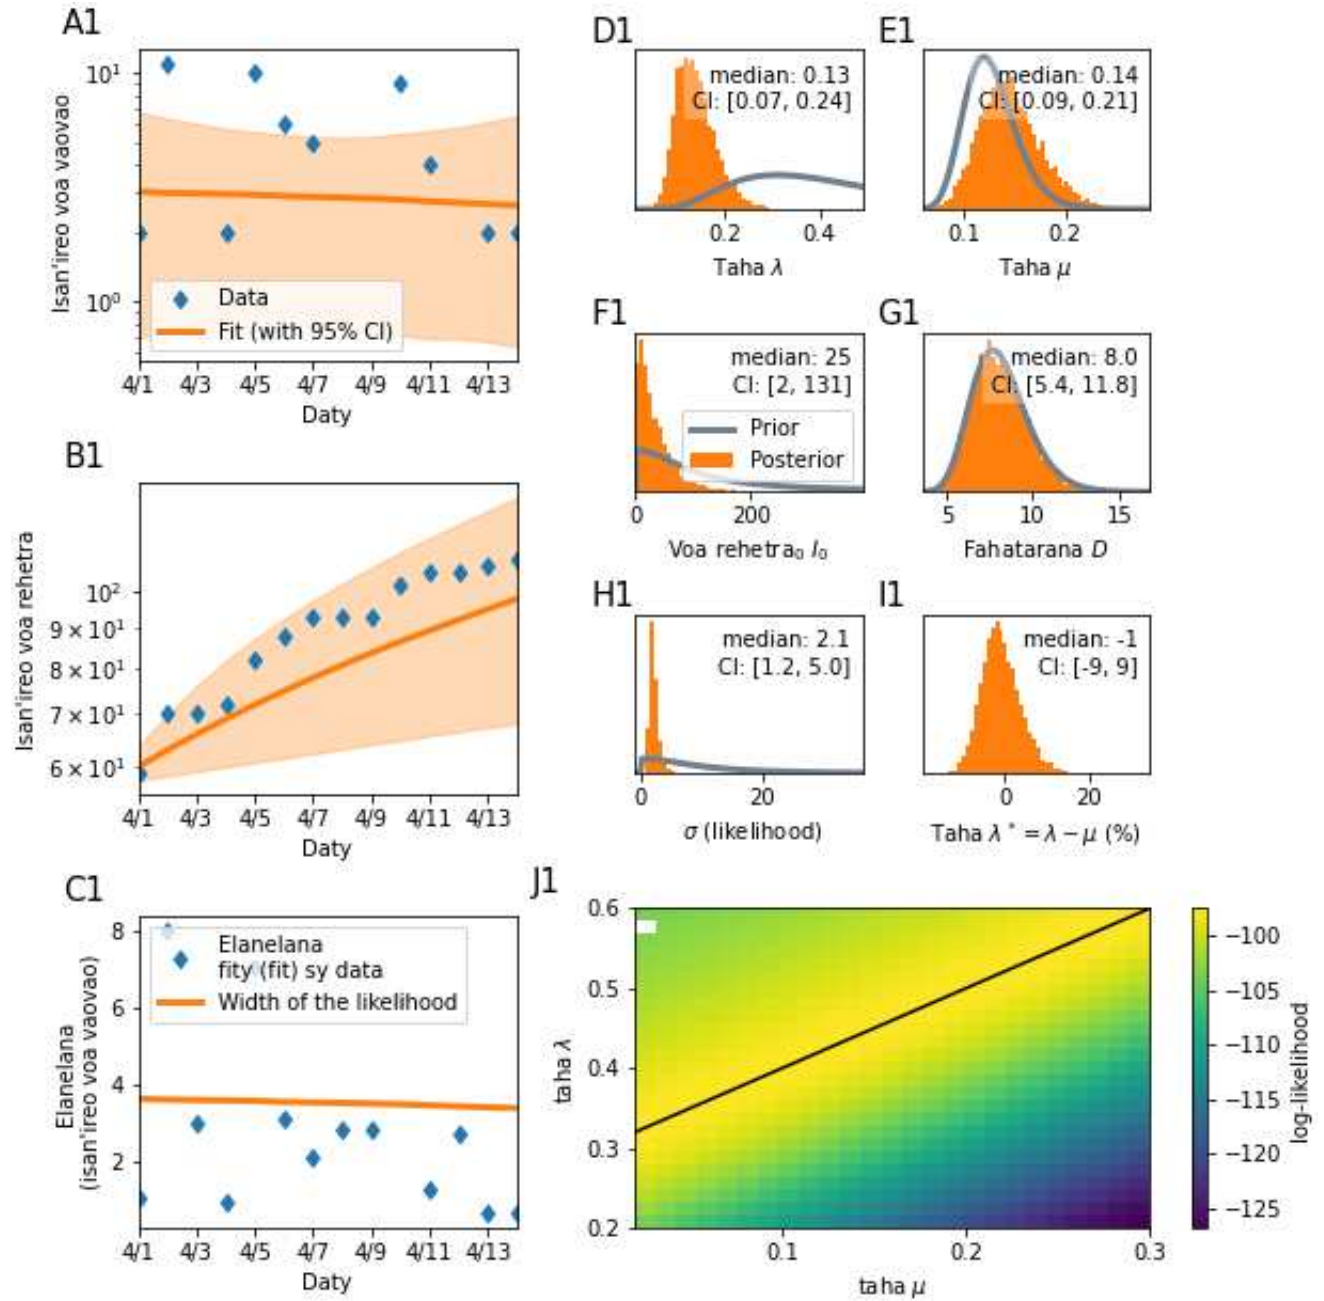 A1
Isan'ireo voa vaovao
10¹
10⁰
Data
Fit (with 95% CI)
4/1 4/3 4/5 4/7 4/9 4/11 4/13
Daty
B1
Isan'ireo voa rehetra
10²
9 × 10¹
8 × 10¹
7 × 10¹
6 × 10¹
4/1 4/3 4/5 4/7 4/9 4/11 4/13
Daty
C1
Elanelana
(isan'ireo voa vaovao)
8
6
4
2
Elanelana
fity (fit) sy data
Width of the likelihood
4/1 4/3 4/5 4/7 4/9 4/11 4/13
Daty
D1
median: 0.13
CI: [0.07, 0.24]
0.2 0.4
Taha λ
E1
median: 0.14
CI: [0.09, 0.21]
0.1 0.2
Taha μ
F1
median: 25
CI: [2, 131]
Prior
Posterior
0 200
Voa rehetra₀ I₀
G1
median: 8.0
CI: [5.4, 11.8]
5 10 15
Fahatarana D
H1
median: 2.1
CI: [1.2, 5.0]
0 20
σ (likelihood)
I1
median: -1
CI: [-9, 9]
0 20
Taha λ* = λ − μ (%)
J1
taha λ
0.6
0.5
0.4
0.3
0.2
0.1 0.2 0.3
taha μ
−100
−105
−110
−115
−120
−125
log-likelihood